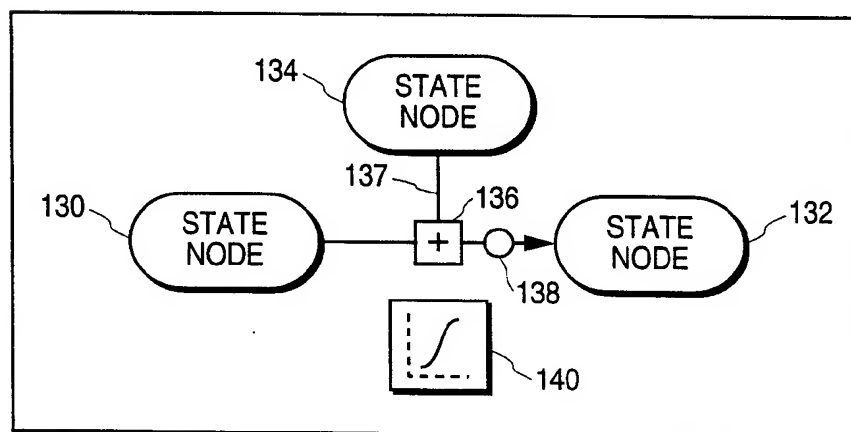 134
STATE
NODE
137
136
130
STATE
NODE
+
STATE
NODE
132
138
140